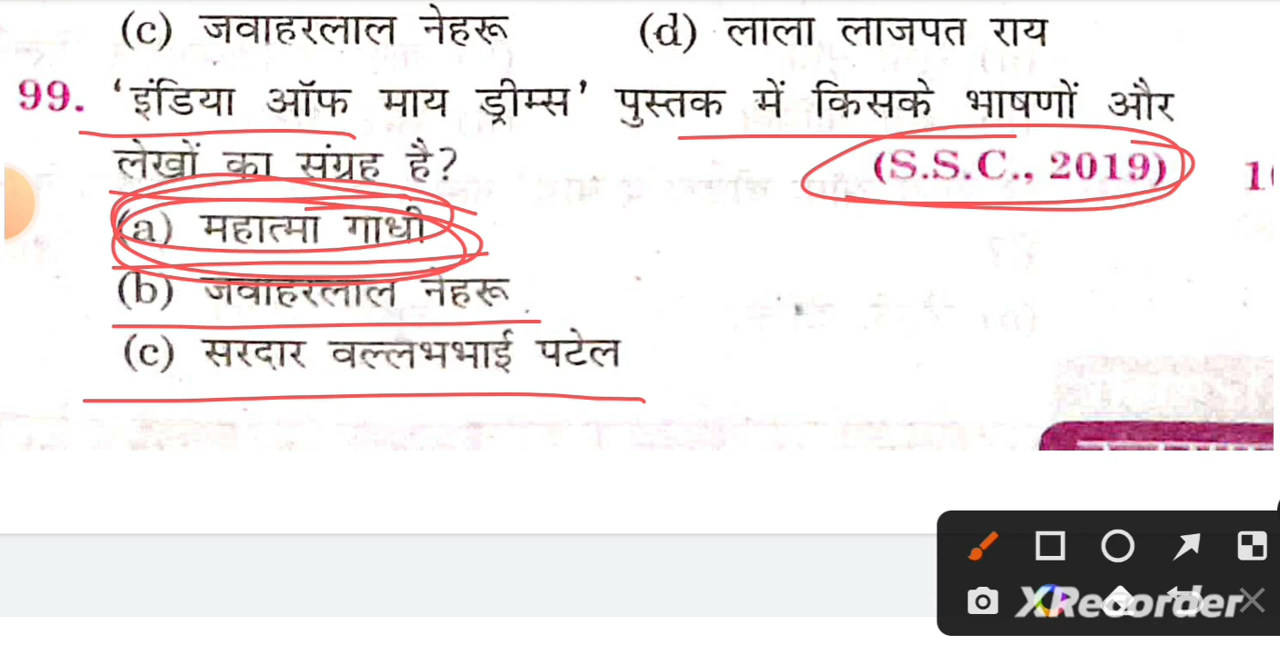 (c) जवाहरलाल नेहरू (d) लाला लाजपत राय
99. ‘इंडिया ऑफ माय ड्रीम्स’ पुस्तक में किसके भाषणों और
लेखों का संग्रह है? (S.S.C., 2019)
(a) महात्मा गाधी
(b) जवाहरलाल नेहरू
(c) सरदार वल्लभभाई पटेल
XRecorder